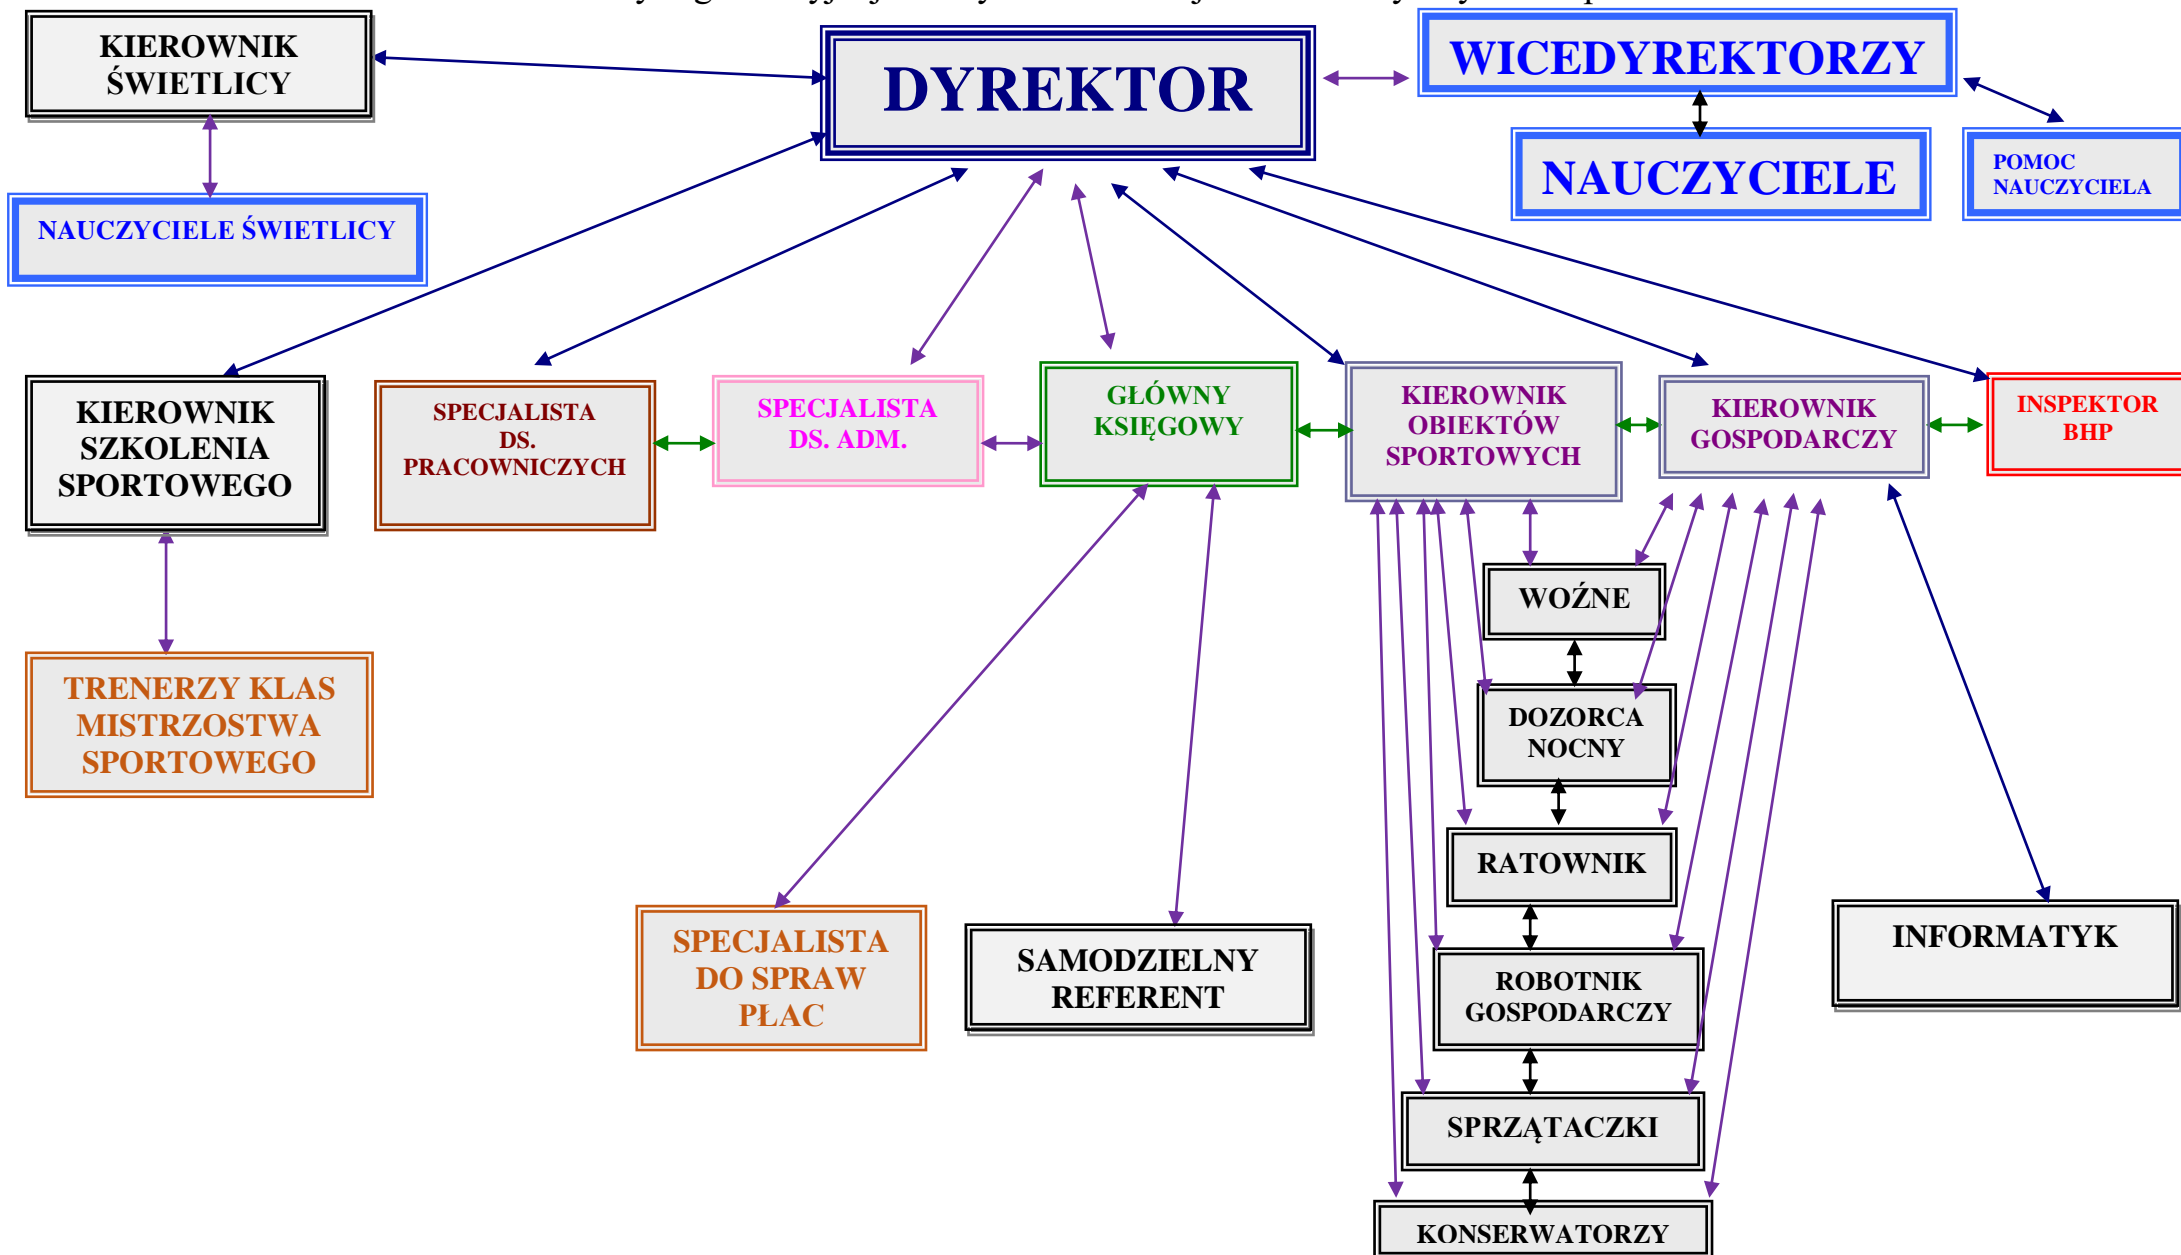 KIEROWNIK
ŚWIETLICY
DYREKTOR
WICEDYREKTORZY
NAUCZYCIELE
POMOC
NAUCZYCIELA
NAUCZYCIELE ŚWIETLICY
KIEROWNIK
SZKOLENIA
SPORTOWEGO
SPECJALISTA
DS.
PRACOWNICZYCH
SPECJALISTA
DS. ADM.
GŁÓWNY
KSIĘGOWY
KIEROWNIK
OBIEKTÓW
SPORTOWYCH
KIEROWNIK
GOSPODARCZY
INSPEKTOR
BHP
WOŹNE
TRENERZY KLAS
MISTRZOSTWA
SPORTOWEGO
DOZORCA
NOCNY
RATOWNIK
SPECJALISTA
DO SPRAW
PŁAC
SAMODZIELNY
REFERENT
INFORMATYK
ROBOTNIK
GOSPODARCZY
SPRZĄTACZKI
KONSERWATORZY